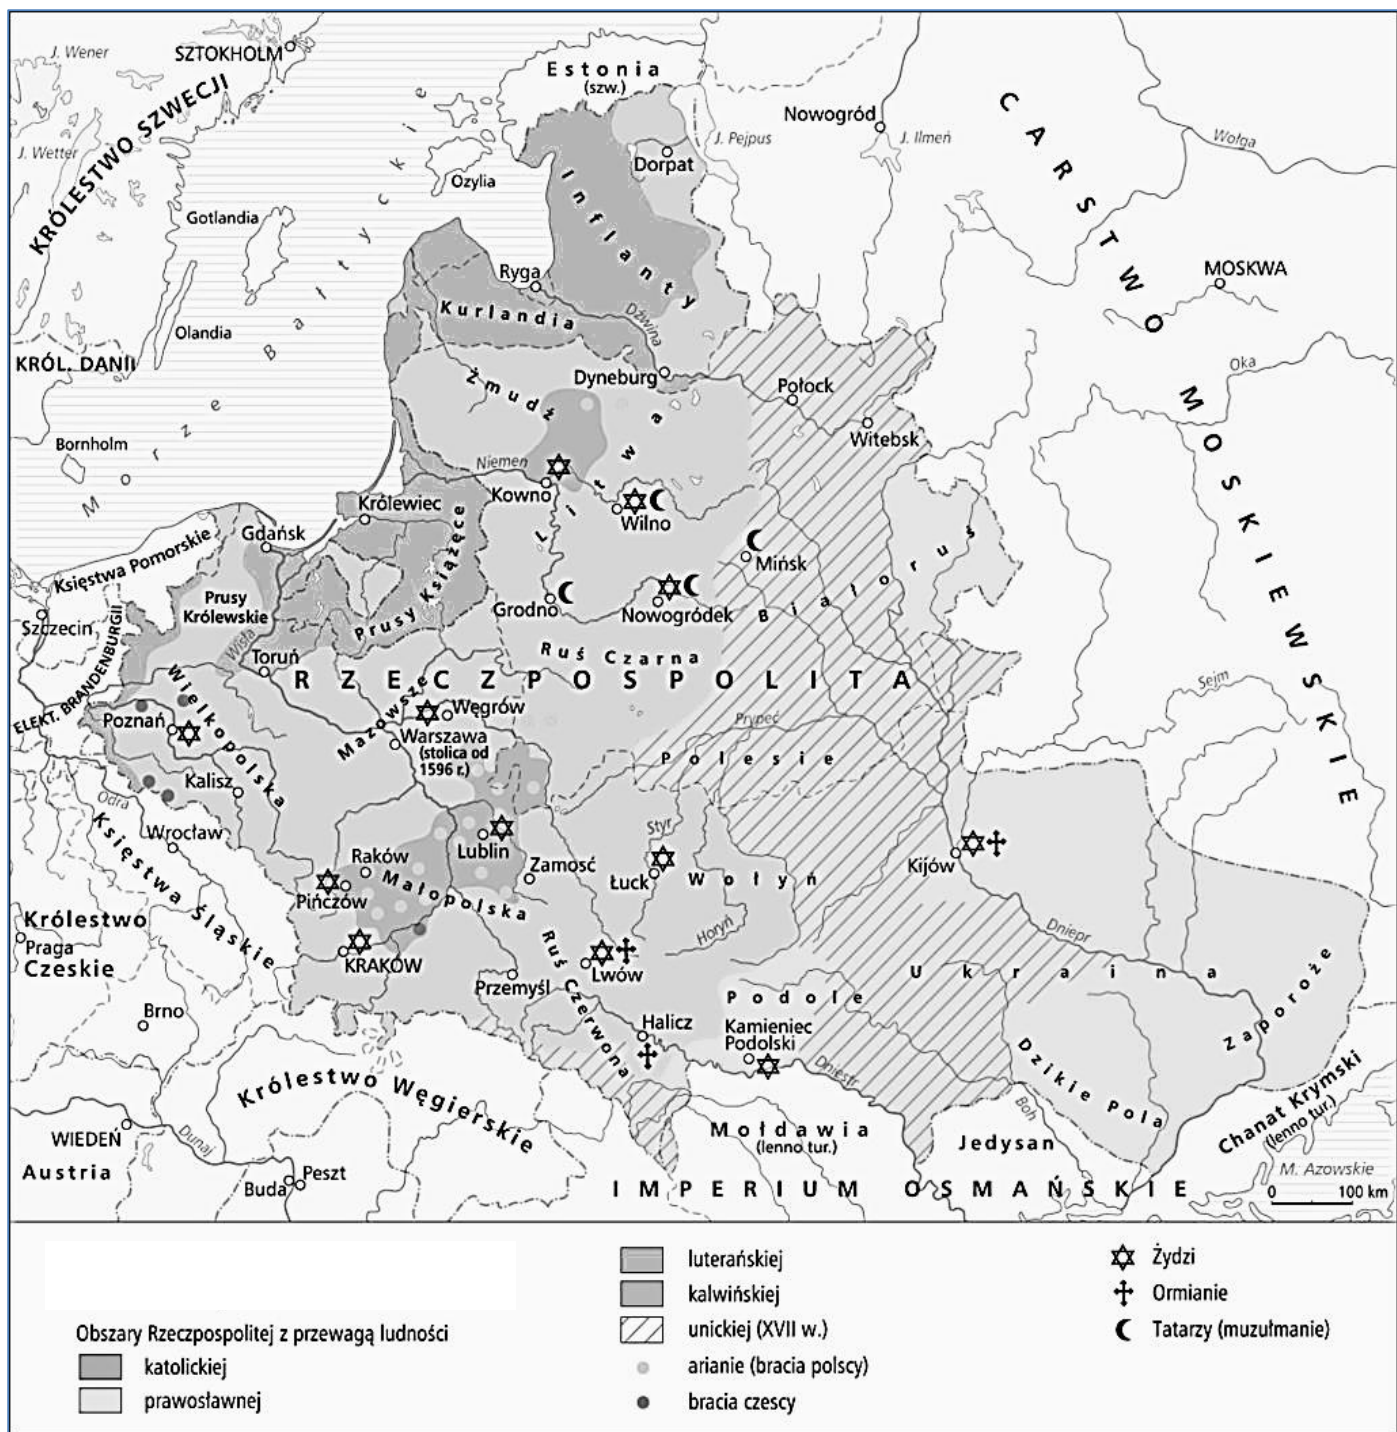 J. Wener
SZTOKHOLM
KRÓLESTWO SZWECJI
J. Wetter
Estonia
(szw.)
Nowogród
J. Ilmeń
J. Pejpus
Wołga
CARSTWO MOSKIEWSKIE
Dorpat
Ozylia
Gotlandia
Morze Bałtyckie
Inflanty
MOSKWA
Ryga
Kurlandia
Dźwina
Olandia
KRÓL. DANII
Oka
Żmudź
Dyneburg
Połock
Witebsk
Bornholm
Niemen
Kowno
Litwa
Wilno
Królewiec
Gdańsk
Księstwa Pomorskie
Prusy Książęce
Mińsk
Białoruś
Szczecin
Prusy
Królewskie
Grodno
Nowogródek
ELEKT. BRANDENBURGII
Wisła
Toruń
Ruś Czarna
RZECZPOSPOLITA
Sejm
Wielkopolska
Mazowsze
Węgrów
Poznań
Warszawa
(stolica od
1596 r.)
Prypeć
Polesie
Kalisz
Odra
Wrocław
Księstwa Śląskie
Lublin
Styr
Raków
Zamość
Łuck
Wołyń
Kijów
Pińczów
Małopolska
Królestwo
Czeskie
Praga
Horyń
Dniepr
KRAKÓW
Ruś Czerwona
Lwów
Ukraina
Przemyśl
Podole
Zaporoże
Brno
Halicz
Kamieniec
Podolski
Dzikie Pola
Królestwo Węgierskie
Dniestr
Boh
Chanat Krymski
(lenno tur.)
WIEDEŃ
Dunaj
Mołdawia
(lenno tur.)
Jedysan
Austria
Buda
Peszt
IMPERIUM OSMAŃSKIE
M. Azowskie
0 100 km
Obszary Rzeczpospolitej z przewagą ludności
katolickiej
prawosławnej
luterańskiej
kalwińskiej
unickiej (XVII w.)
arianie (bracia polscy)
bracia czescy
Żydzi
Ormianie
Tatarzy (muzułmanie)